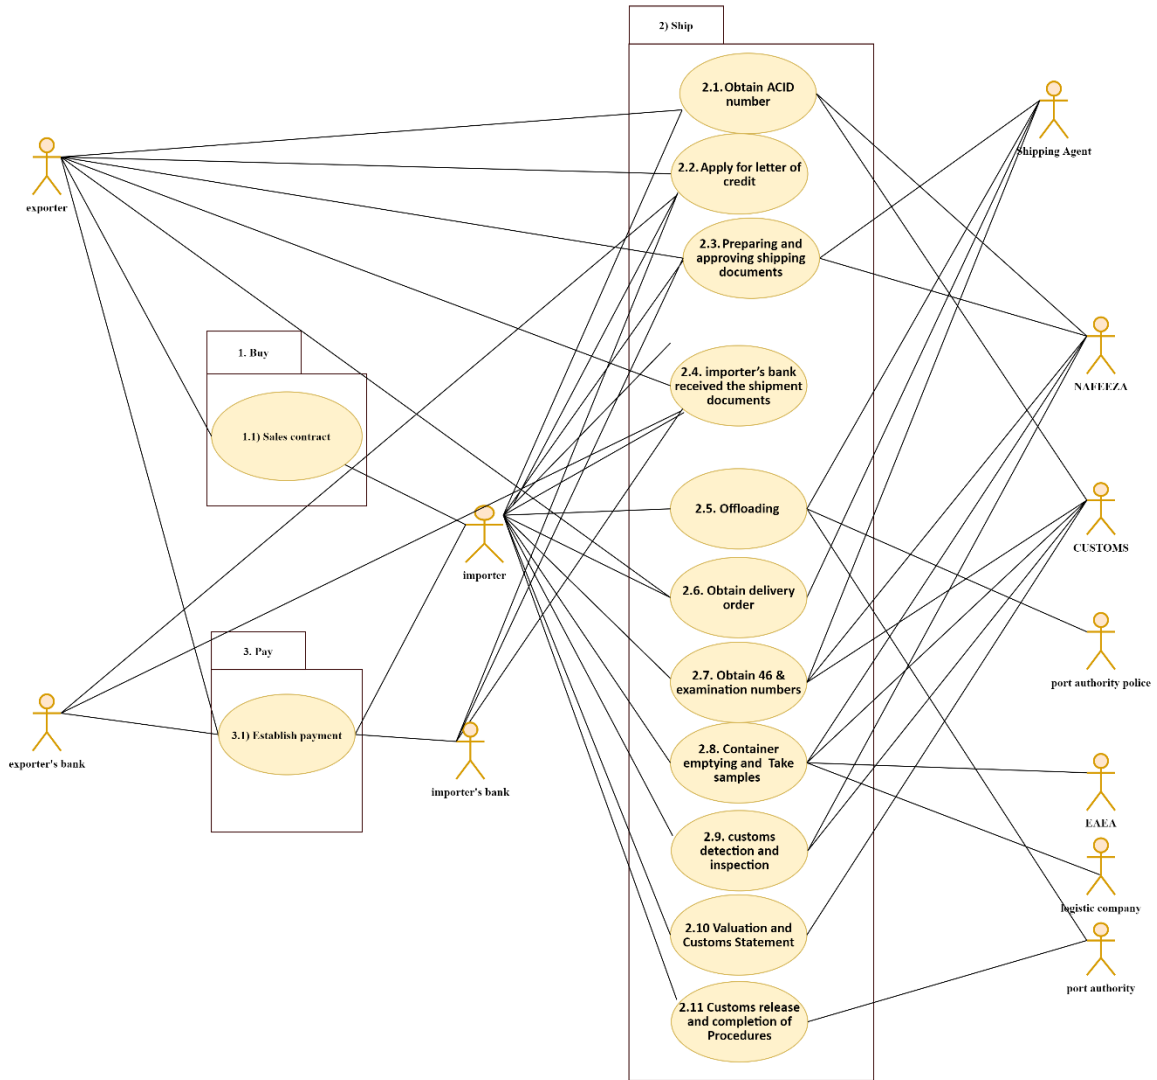 2) Ship
2.1. Obtain ACID
number
Shipping Agent
exporter
2.2. Apply for letter of
credit
2.3. Preparing and
approving shipping
documents
1. Buy
1.1) Sales contract
2.4. importer's bank
received the shipment
documents
NAFEEZA
2.5. Offloading
importer
CUSTOMS
2.6. Obtain delivery
order
3. Pay
3.1) Establish payment
2.7. Obtain 46 &
examination numbers
port authority police
exporter's bank
importer's bank
2.8. Container
emptying and Take
samples
EAEA
2.9. customs
detection and
inspection
logistic company
2.10 Valuation and
Customs Statement
port authority
2.11 Customs release
and completion of
Procedures